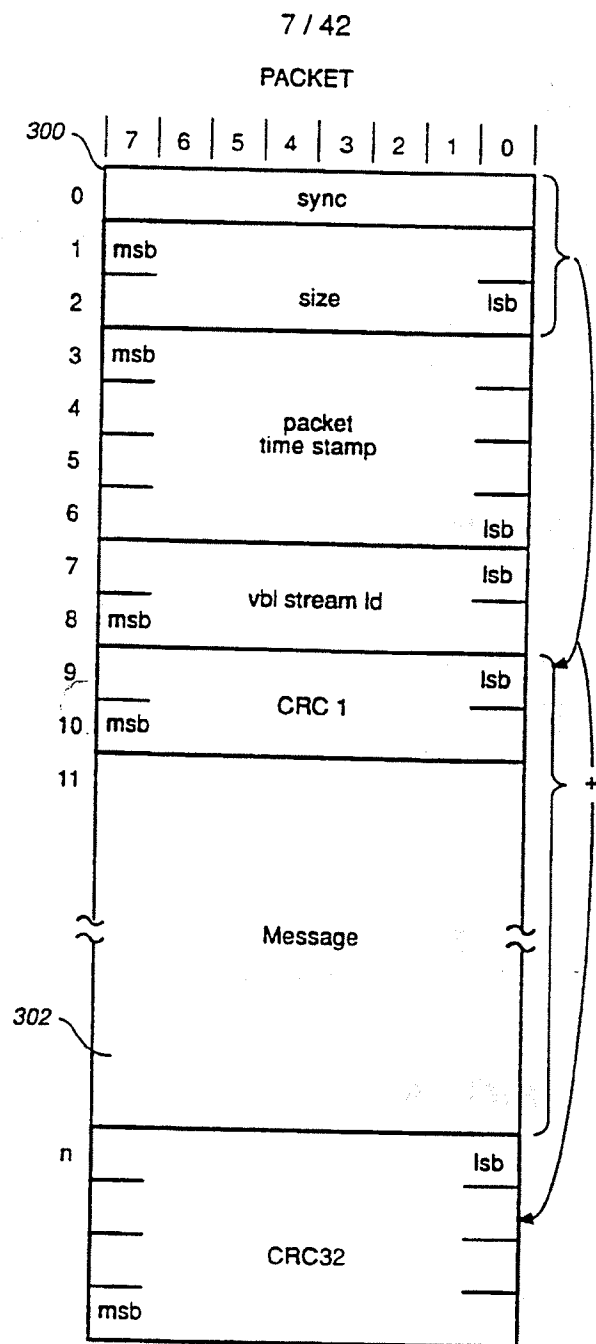 7 / 42
PACKET
300
7 6 5 4 3 2 1 0
0 sync
1 msb
2 size lsb
3 msb
4
packet
5 time stamp
6 lsb
7 lsb
vbl stream Id
8 msb
9 lsb
CRC 1
10 msb
11
+
Message
302
n lsb
CRC32
msb